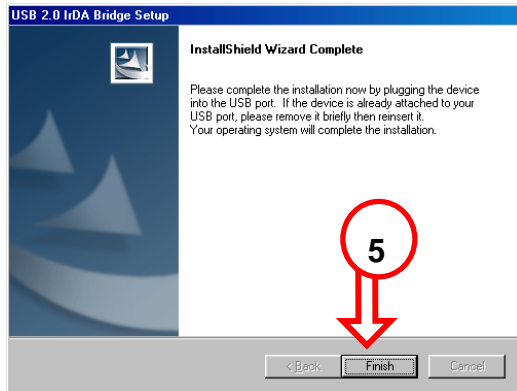 USB 2.0 IrDA Bridge Setup
InstallShield Wizard Complete
Please complete the installation now by plugging the device
into the USB port. If the device is already attached to your
USB port, please remove it briefly then reinsert it.
Your operating system will complete the installation.
5
< Back Finish Cancel